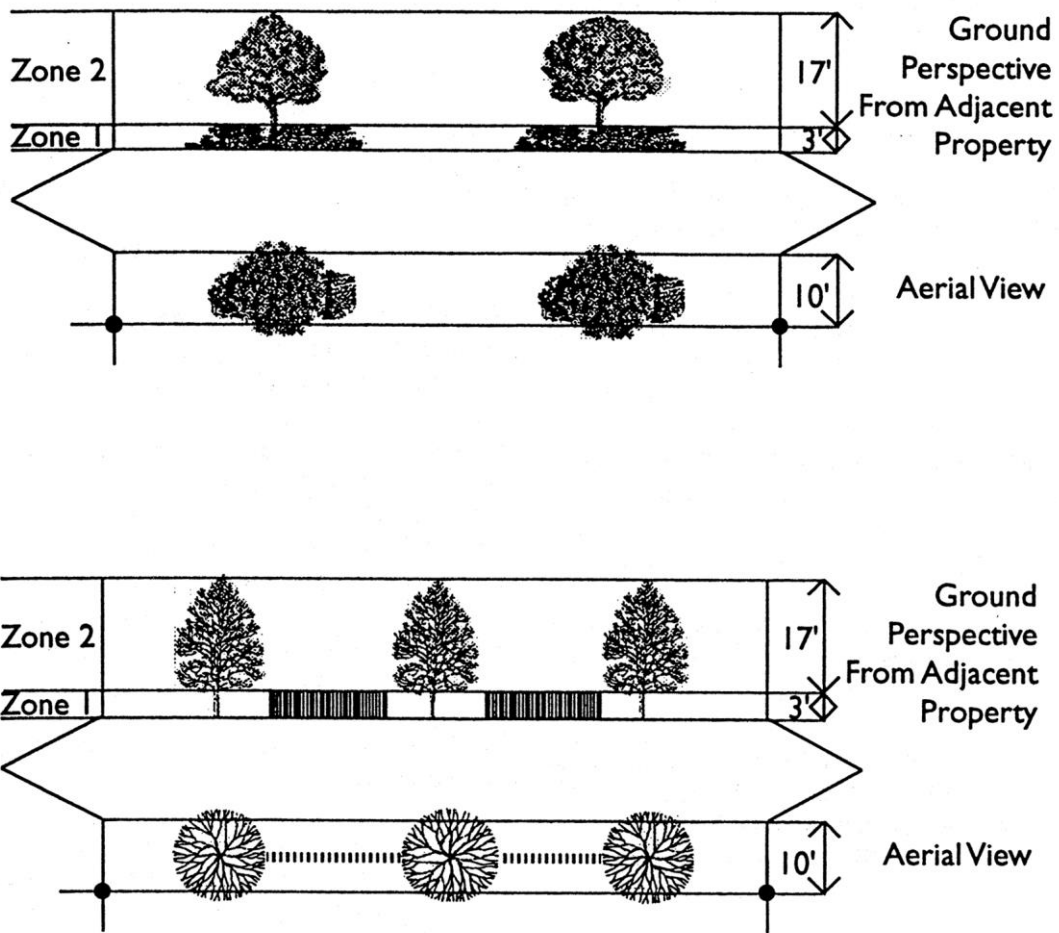 Zone 2
17'
Ground
Perspective
From Adjacent
Property
Zone 1
3'
10'
Aerial View
Zone 2
17'
Ground
Perspective
From Adjacent
Property
Zone 1
3'
10'
Aerial View